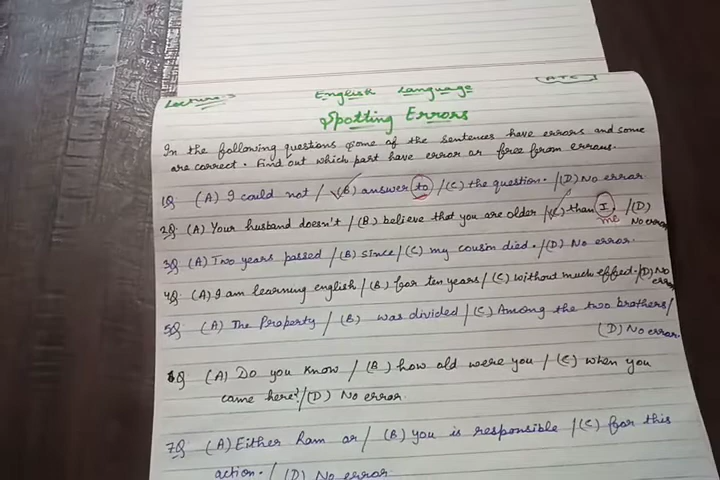 Lecture:5 English Language ATC
Spotting Errors
In the following questions some of the sentences have errors and some
are correct. Find out which part have error or free from errors.
1Q (A) I could not / (B) answer to / (C) the question. / (D) No error
2Q (A) Your husband doesn't / (B) believe that you are older / (C) than I. / (D)
me No error
3Q (A) Two years passed / (B) since / (C) my cousin died. / (D) No error.
4Q (A) I am learning english / (B) for ten years / (C) without much effed. / (D) No
error
5Q (A) The Property / (B) was divided / (C) Among the two brothers /
(D) No error.
6Q (A) Do you know / (B) how old were you / (C) when you
came here? / (D) No error.
7Q (A) Either Ram or / (B) you is responsible / (C) for this
action. / (D) No error